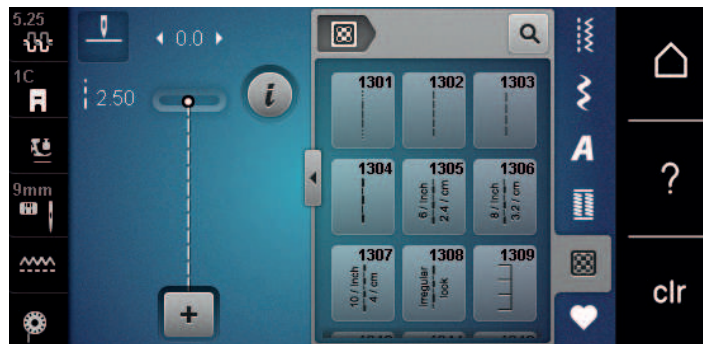 5.25
0.0
1C
2.50
i
9mm
+
1301
1302
1303
1304
1305
6 / Inch
2.4 / cm
1306
8 / Inch
3.2 / cm
1307
10 / Inch
4 / cm
1308
Irregular
look
1309
A
?
clr